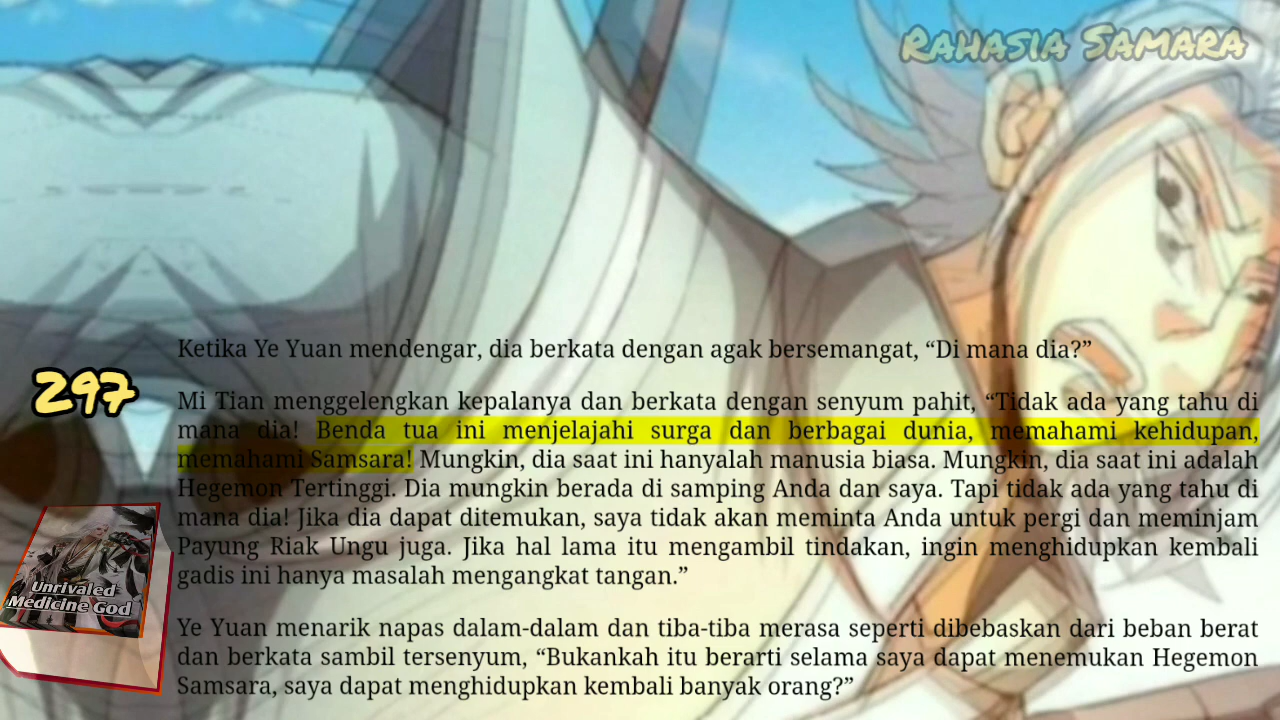 Rahasia Samara
Ketika Ye Yuan mendengar, dia berkata dengan agak bersemangat, “Di mana dia?”
297
Mi Tian menggelengkan kepalanya dan berkata dengan senyum pahit, “Tidak ada yang tahu di
mana dia! Benda tua ini menjelajahi surga dan berbagai dunia, memahami kehidupan,
memahami Samsara! Mungkin, dia saat ini hanyalah manusia biasa. Mungkin, dia saat ini adalah
Hegemon Tertinggi. Dia mungkin berada di samping Anda dan saya. Tapi tidak ada yang tahu di
mana dia! Jika dia dapat ditemukan, saya tidak akan meminta Anda untuk pergi dan meminjam
Payung Riak Ungu juga. Jika hal lama itu mengambil tindakan, ingin menghidupkan kembali
gadis ini hanya masalah mengangkat tangan.”
Unrivaled
Medicine God
Ye Yuan menarik napas dalam-dalam dan tiba-tiba merasa seperti dibebaskan dari beban berat
dan berkata sambil tersenyum, “Bukankah itu berarti selama saya dapat menemukan Hegemon
Samsara, saya dapat menghidupkan kembali banyak orang?”